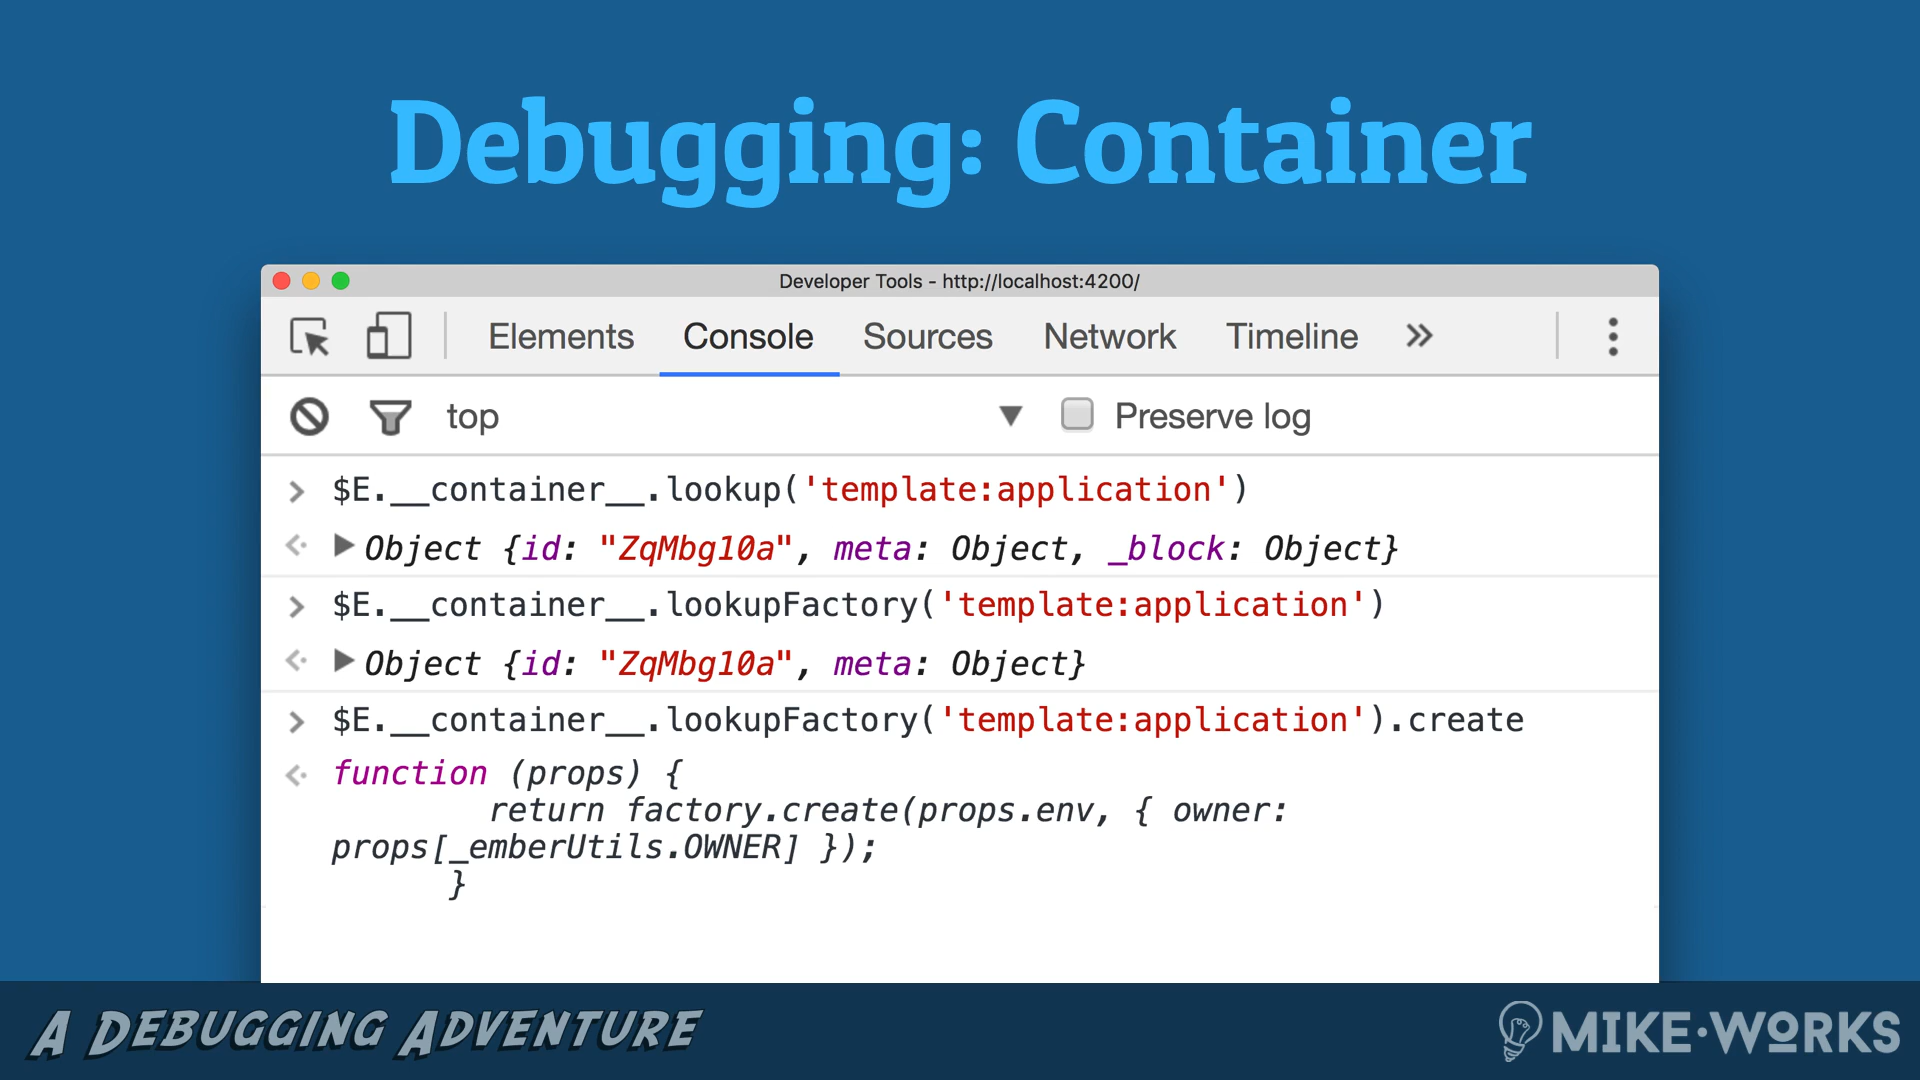 Debugging: Container
Developer Tools - http://localhost:4200/
Elements Console Sources Network Timeline »
top ▼ Preserve log
> $E.__container__.lookup('template:application')
<· ▶ Object {id: "ZqMbg10a", meta: Object, _block: Object}
> $E.__container__.lookupFactory('template:application')
<· ▶ Object {id: "ZqMbg10a", meta: Object}
> $E.__container__.lookupFactory('template:application').create
<· function (props) {
return factory.create(props.env, { owner:
props[_emberUtils.OWNER] });
}
A DEBUGGING ADVENTURE
MIKE·WORKS